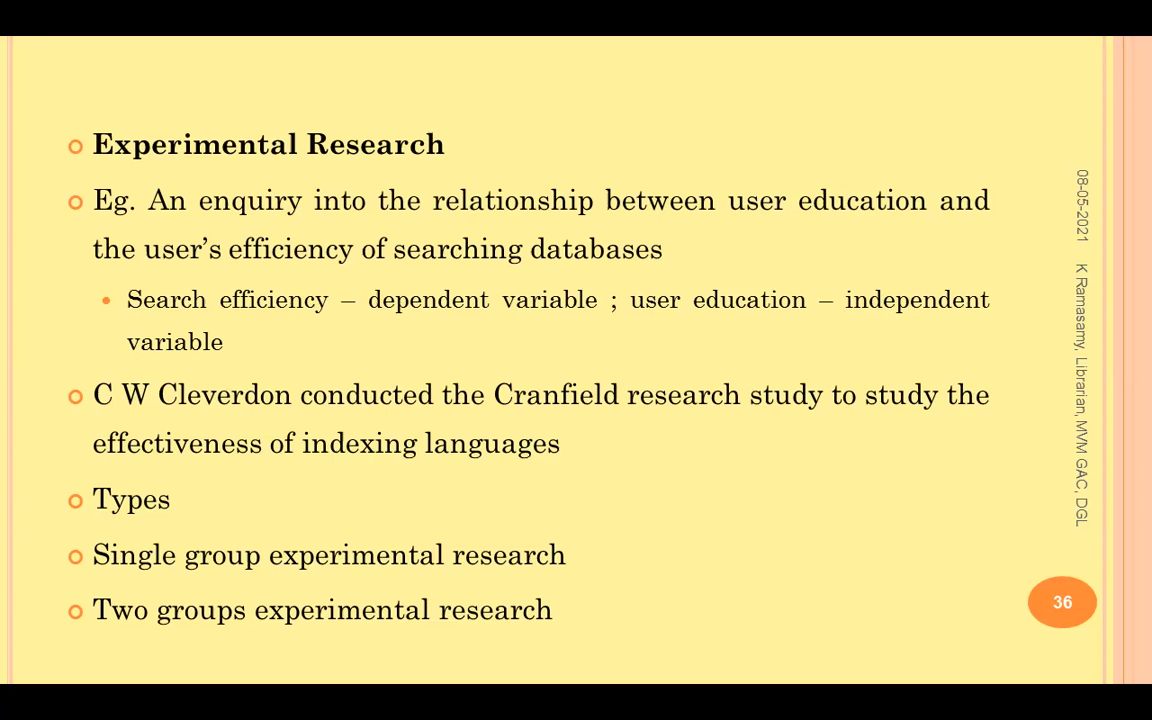 Experimental Research
Eg. An enquiry into the relationship between user education and
the user’s efficiency of searching databases
Search efficiency – dependent variable ; user education – independent
variable
C W Cleverdon conducted the Cranfield research study to study the
effectiveness of indexing languages
Types
Single group experimental research
Two groups experimental research
08-05-2021 K Ramasamy, Librarian, MVM GAC, DGL
36